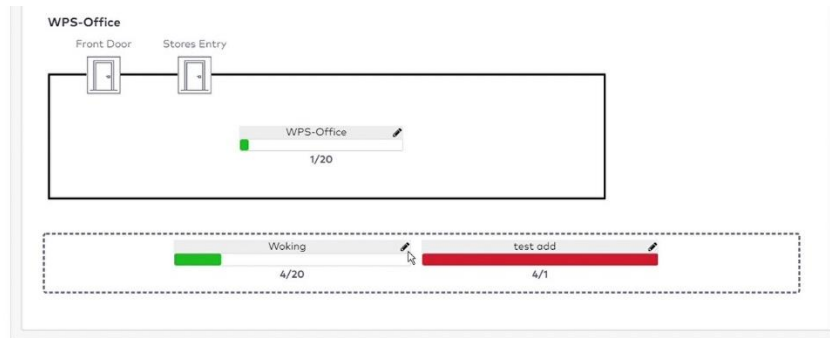 WPS-Office
Front Door Stores Entry
WPS-Office
1/20
Woking test add
4/20 4/1